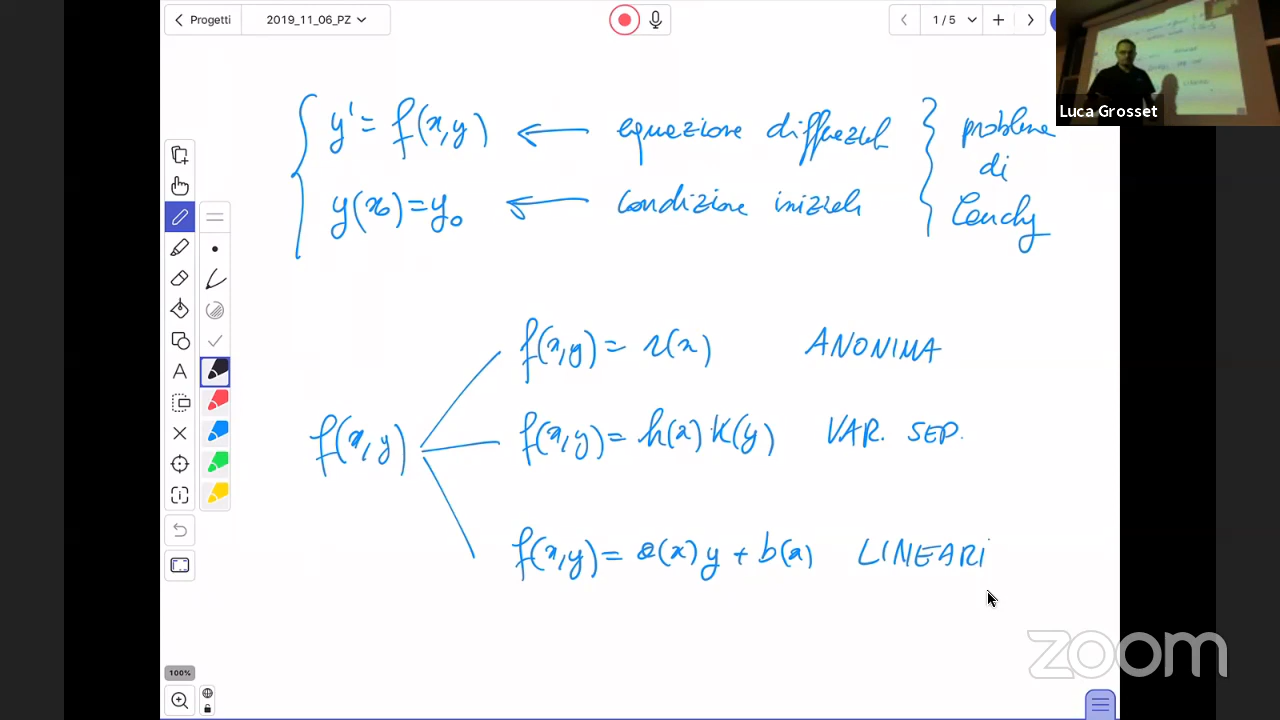 Progetti
2019_11_06_PZ
1/5
Luca Grosset
y' = f(x,y) ← equazione differenziale } problema
di
y(x₀)=y₀ ← condizione iniziale Cauchy
f(x,y) = r(x) ANONIMA
f(x,y)
f(x,y) = h(x)·k(y) VAR. SEP.
f(x,y) = a(x)y + b(x) LINEARI
A
zoom
100%